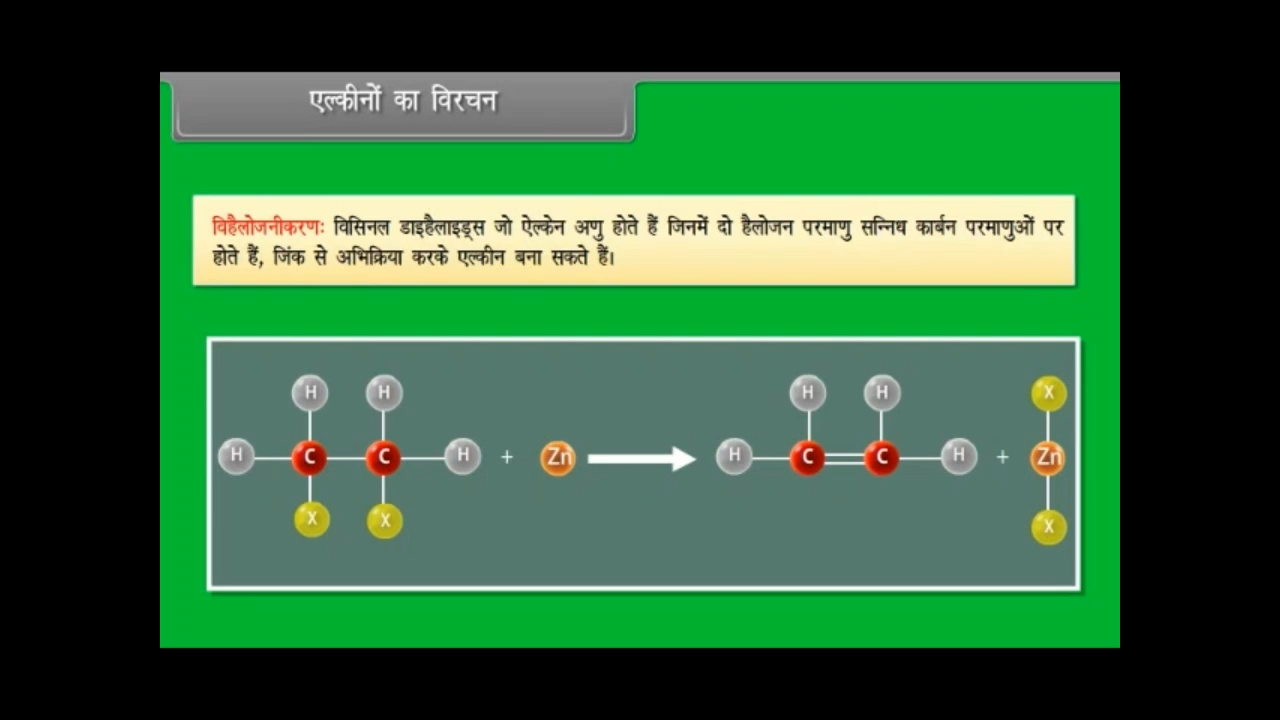 एल्कीनों का विरचन
विहैलोजनीकरणः विसिनल डाइहैलाइड्स जो ऐल्केन अणु होते हैं जिनमें दो हैलोजन परमाणु सन्निध कार्बन परमाणुओं पर
होते हैं, जिंक से अभिक्रिया करके एल्कीन बना सकते हैं।
H H H H X
H C C H + Zn H C C H + Zn
X X X